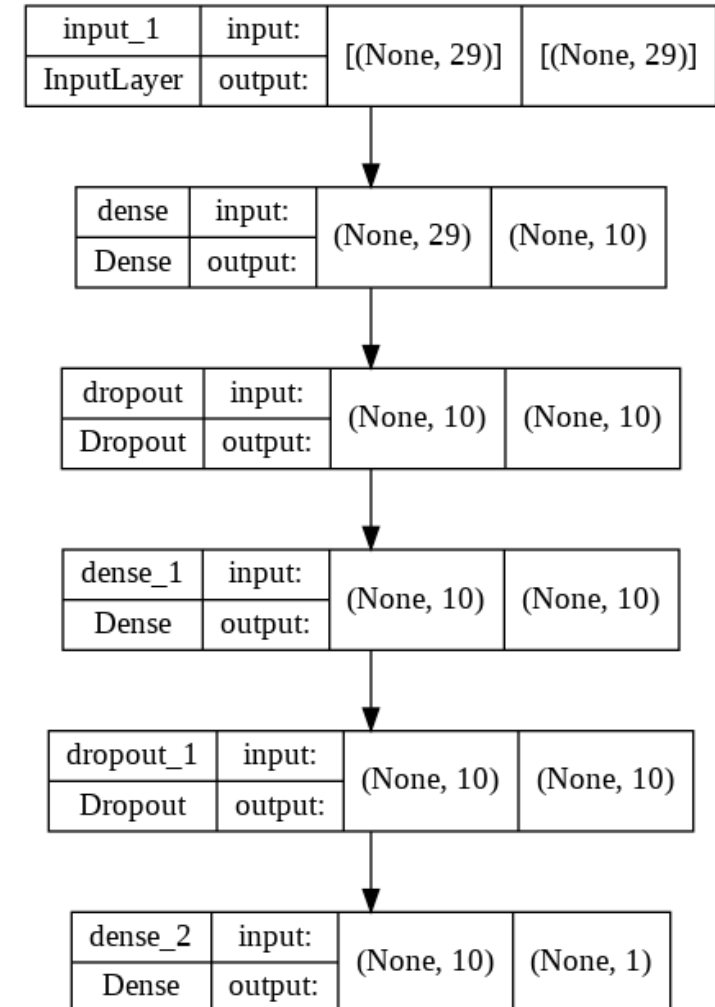 input_1 input: [(None, 29)] [(None, 29)]
InputLayer output:
dense input: (None, 29) (None, 10)
Dense output:
dropout input: (None, 10) (None, 10)
Dropout output:
dense_1 input: (None, 10) (None, 10)
Dense output:
dropout_1 input: (None, 10) (None, 10)
Dropout output:
dense_2 input: (None, 10) (None, 1)
Dense output: